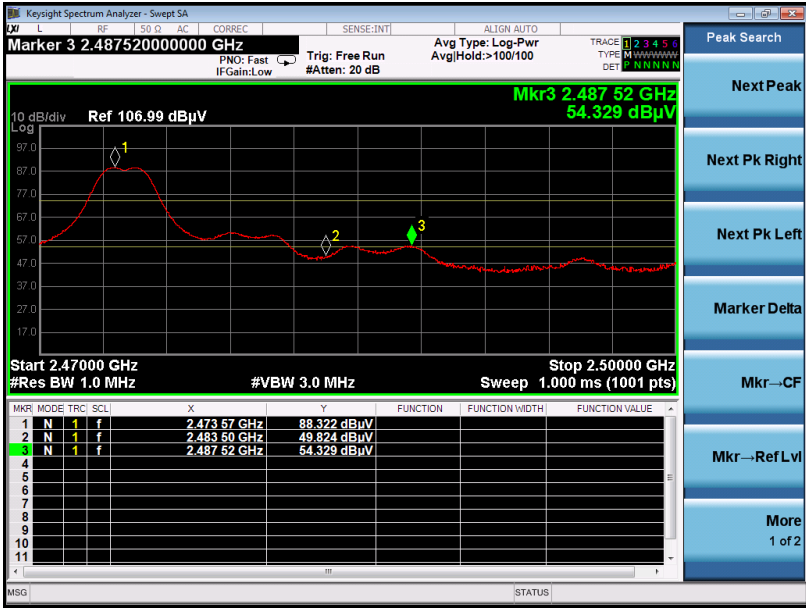 Keysight Spectrum Analyzer - Swept SA
LXI L RF 50 Ω AC CORREC SENSE:INT ALIGN AUTO
Marker 3 2.487520000000 GHz
PNO: Fast
IFGain:Low
Trig: Free Run
#Atten: 20 dB
Avg Type: Log-Pwr
Avg|Hold:>100/100
TRACE 1 2 3 4 5 6
TYPE M WWWWW
DET P N N N N N
Mkr3 2.487 52 GHz
54.329 dBµV
10 dB/div Ref 106.99 dBµV
Log
97.0
87.0
77.0
67.0
57.0
47.0
37.0
27.0
17.0
1
2
3
Start 2.47000 GHz
Stop 2.50000 GHz
#Res BW 1.0 MHz
#VBW 3.0 MHz
Sweep 1.000 ms (1001 pts)
MKR MODE TRC SCL X Y FUNCTION FUNCTION WIDTH FUNCTION VALUE
1 N 1 f 2.473 57 GHz 88.322 dBµV
2 N 1 f 2.483 50 GHz 49.824 dBµV
3 N 1 f 2.487 52 GHz 54.329 dBµV
4
5
6
7
8
9
10
11
MSG
STATUS
Peak Search
Next Peak
Next Pk Right
Next Pk Left
Marker Delta
Mkr→CF
Mkr→Ref Lvl
More
1 of 2